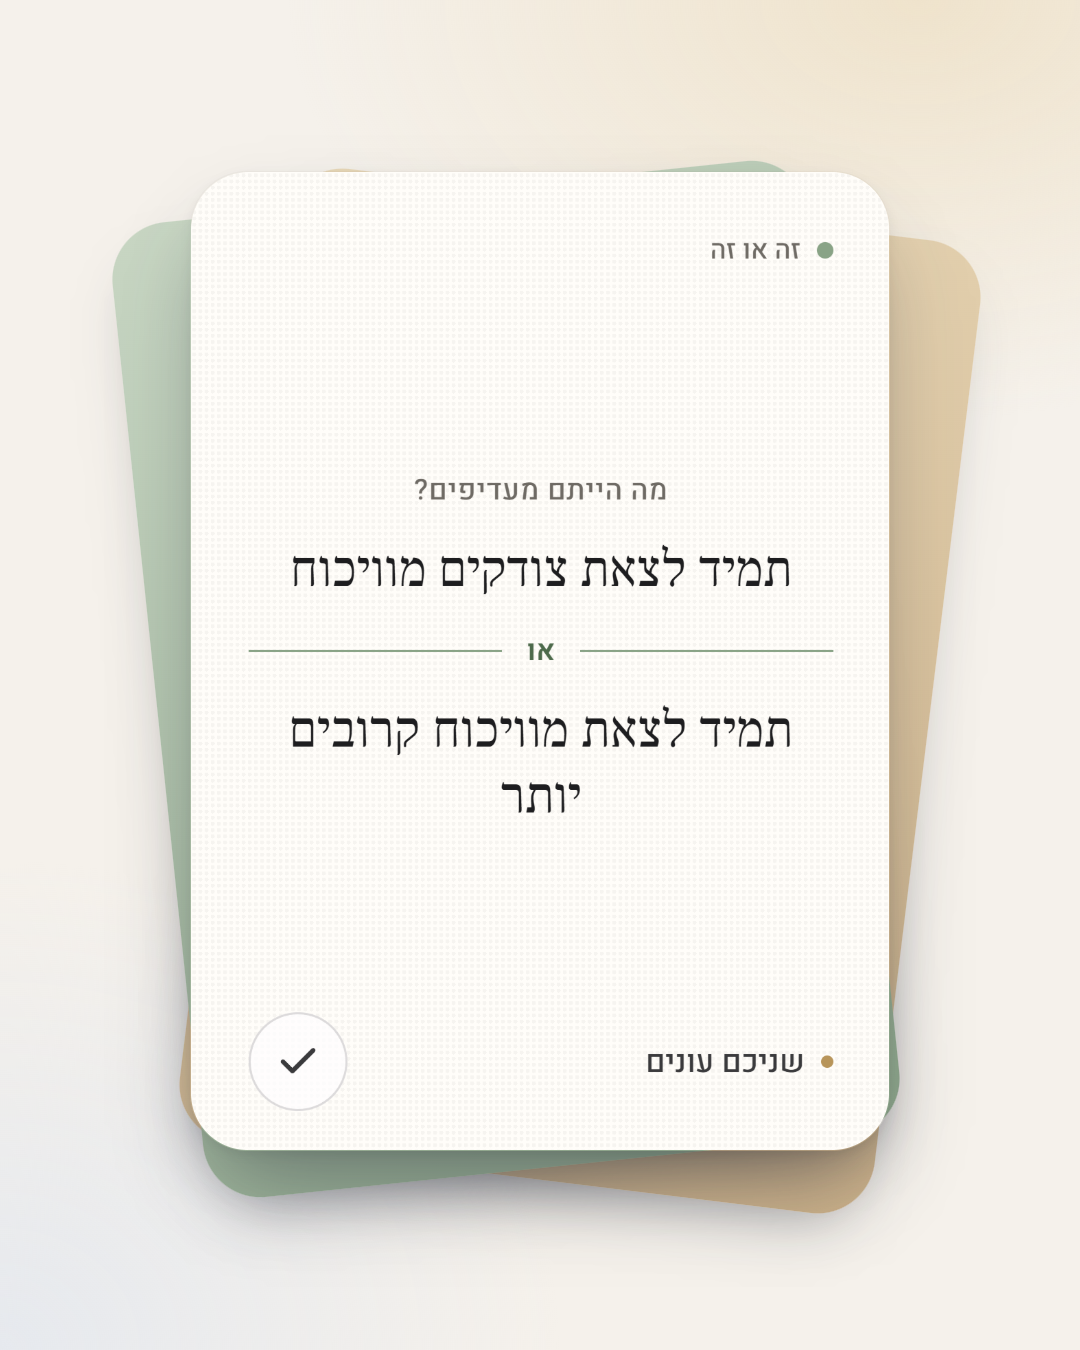 זה או זה
מה הייתם מעדיפים?
תמיד לצאת צודקים מוויכוח
או
תמיד לצאת מוויכוח קרובים
יותר
שניכם עונים